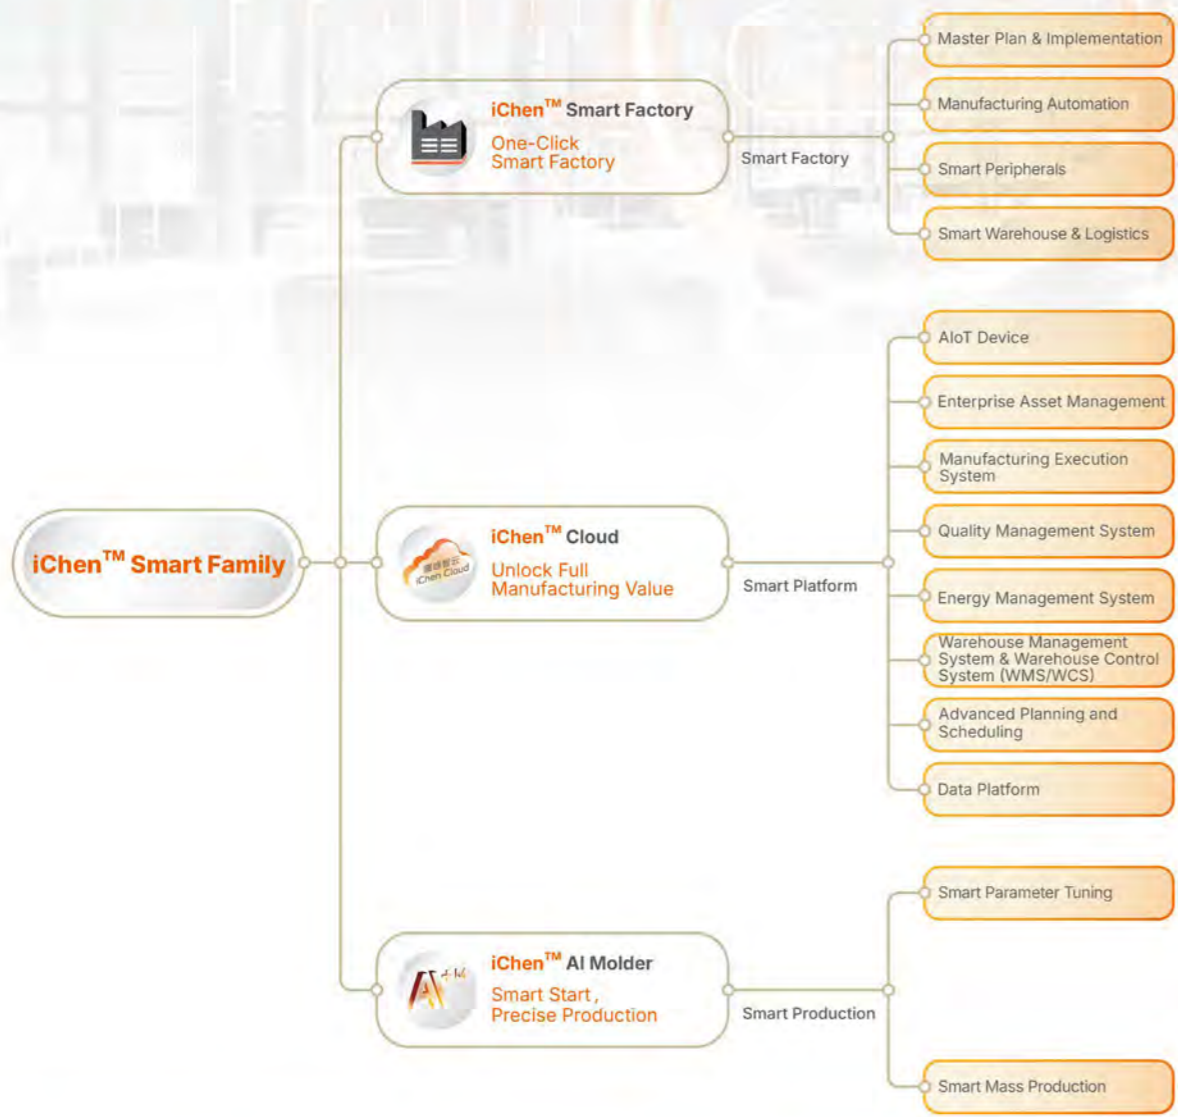 iChen™ Smart Family
iChen™ Smart Factory
One-Click
Smart Factory
Smart Factory
Master Plan & Implementation
Manufacturing Automation
Smart Peripherals
Smart Warehouse & Logistics
iChen™ Cloud
Unlock Full
Manufacturing Value
iChen Cloud
Smart Platform
AIoT Device
Enterprise Asset Management
Manufacturing Execution
System
Quality Management System
Energy Management System
Warehouse Management
System & Warehouse Control
System (WMS/WCS)
Advanced Planning and
Scheduling
Data Platform
iChen™ AI Molder
Smart Start,
Precise Production
Smart Production
Smart Parameter Tuning
Smart Mass Production